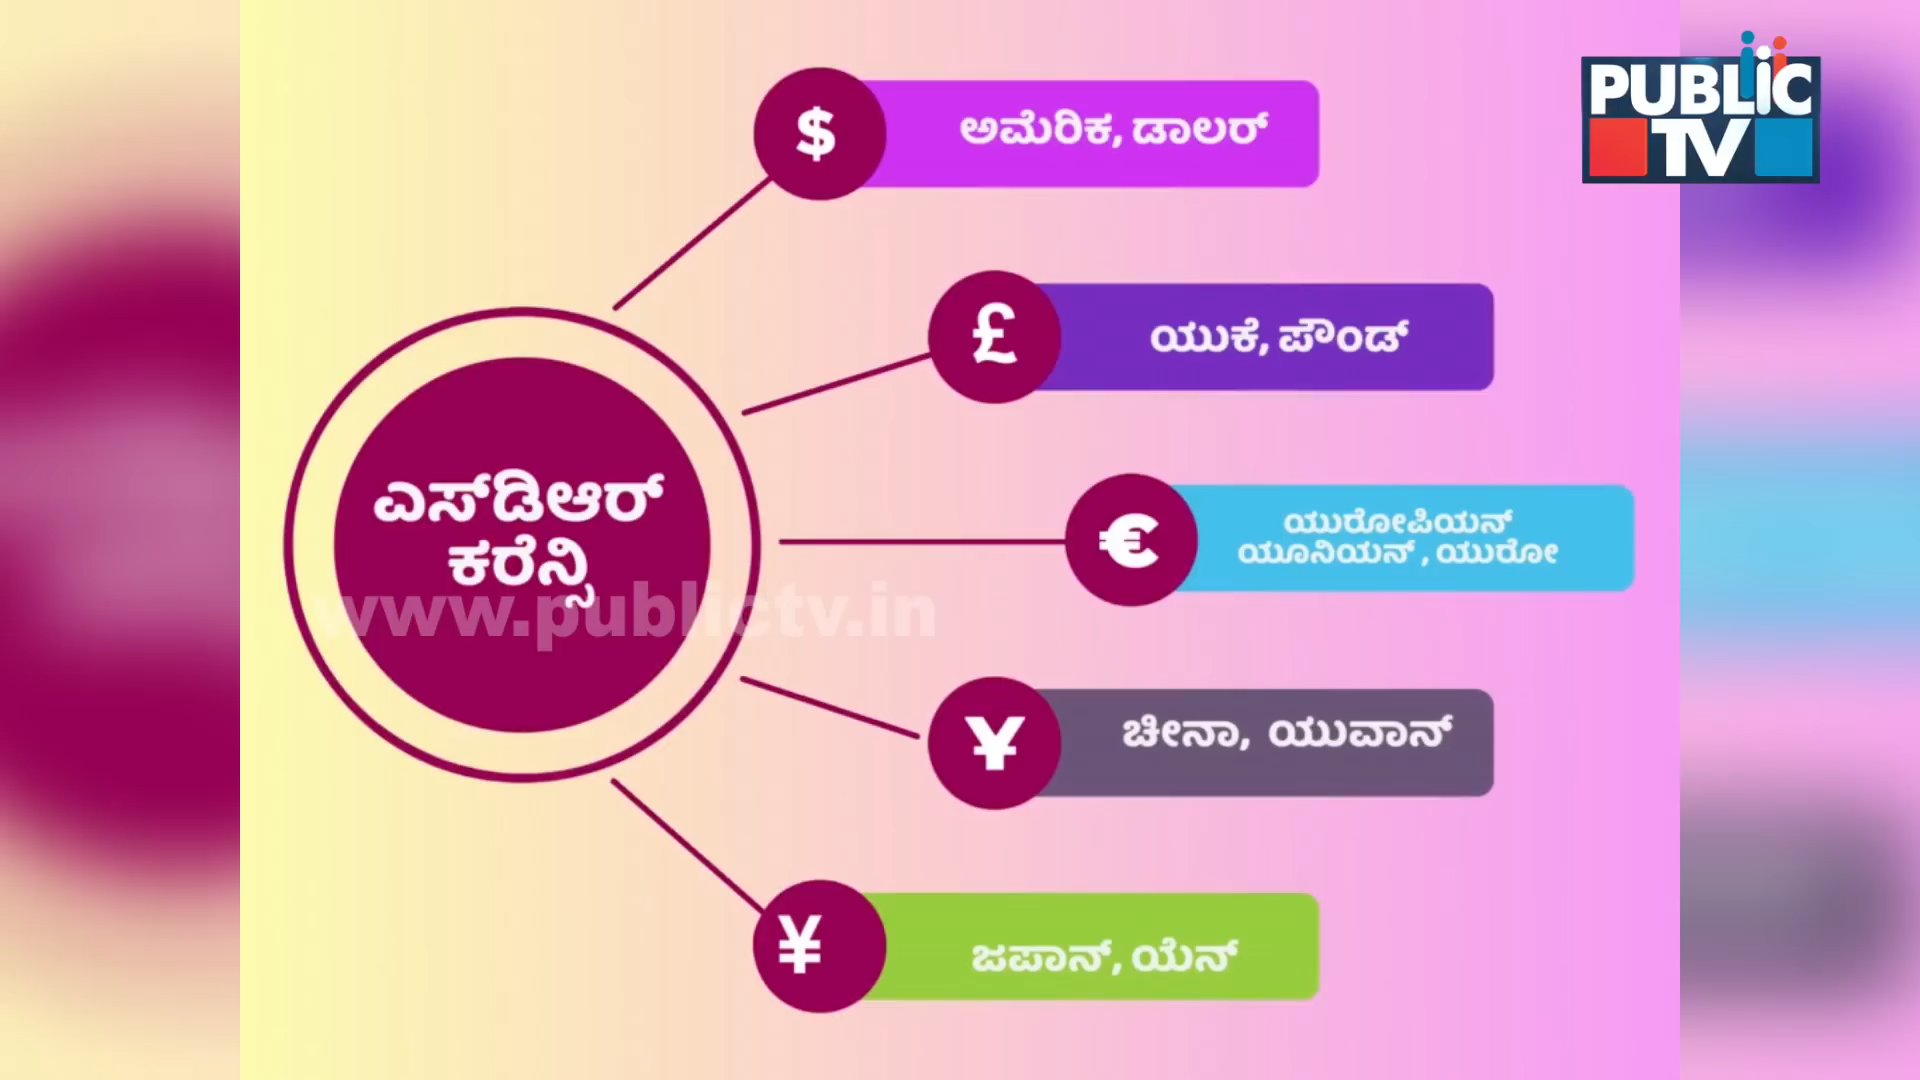 PUBLiC
TV
$ ಅಮೆರಿಕ, ಡಾಲರ್
£ ಯುಕೆ, ಪೌಂಡ್
ಎಸ್‌ಡಿಆರ್
ಕರೆನ್ಸಿ
€ ಯುರೋಪಿಯನ್
ಯೂನಿಯನ್ , ಯುರೋ
www.publictv.in
¥ ಚೀನಾ, ಯುವಾನ್
¥ ಜಪಾನ್, ಯೆನ್